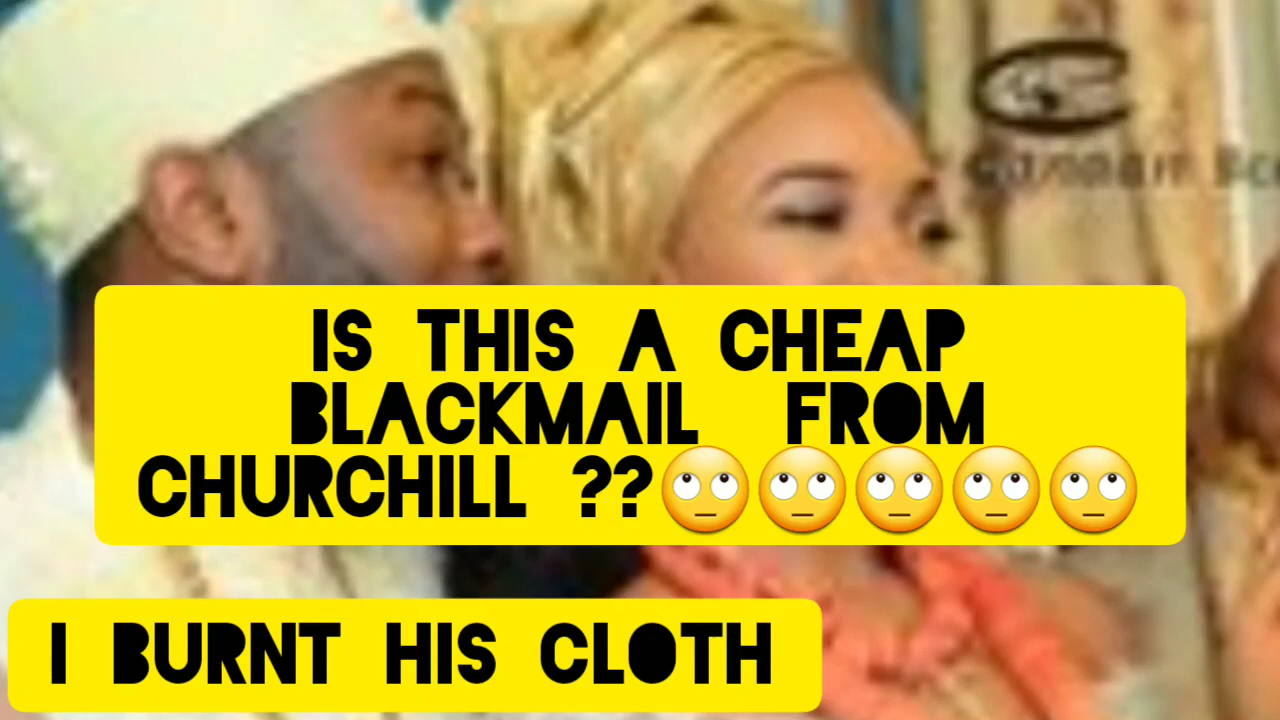 IS THIS A CHEAP
BLACKMAIL FROM
CHURCHILL ??🙄🙄🙄🙄🙄
I BURNT HIS CLOTH